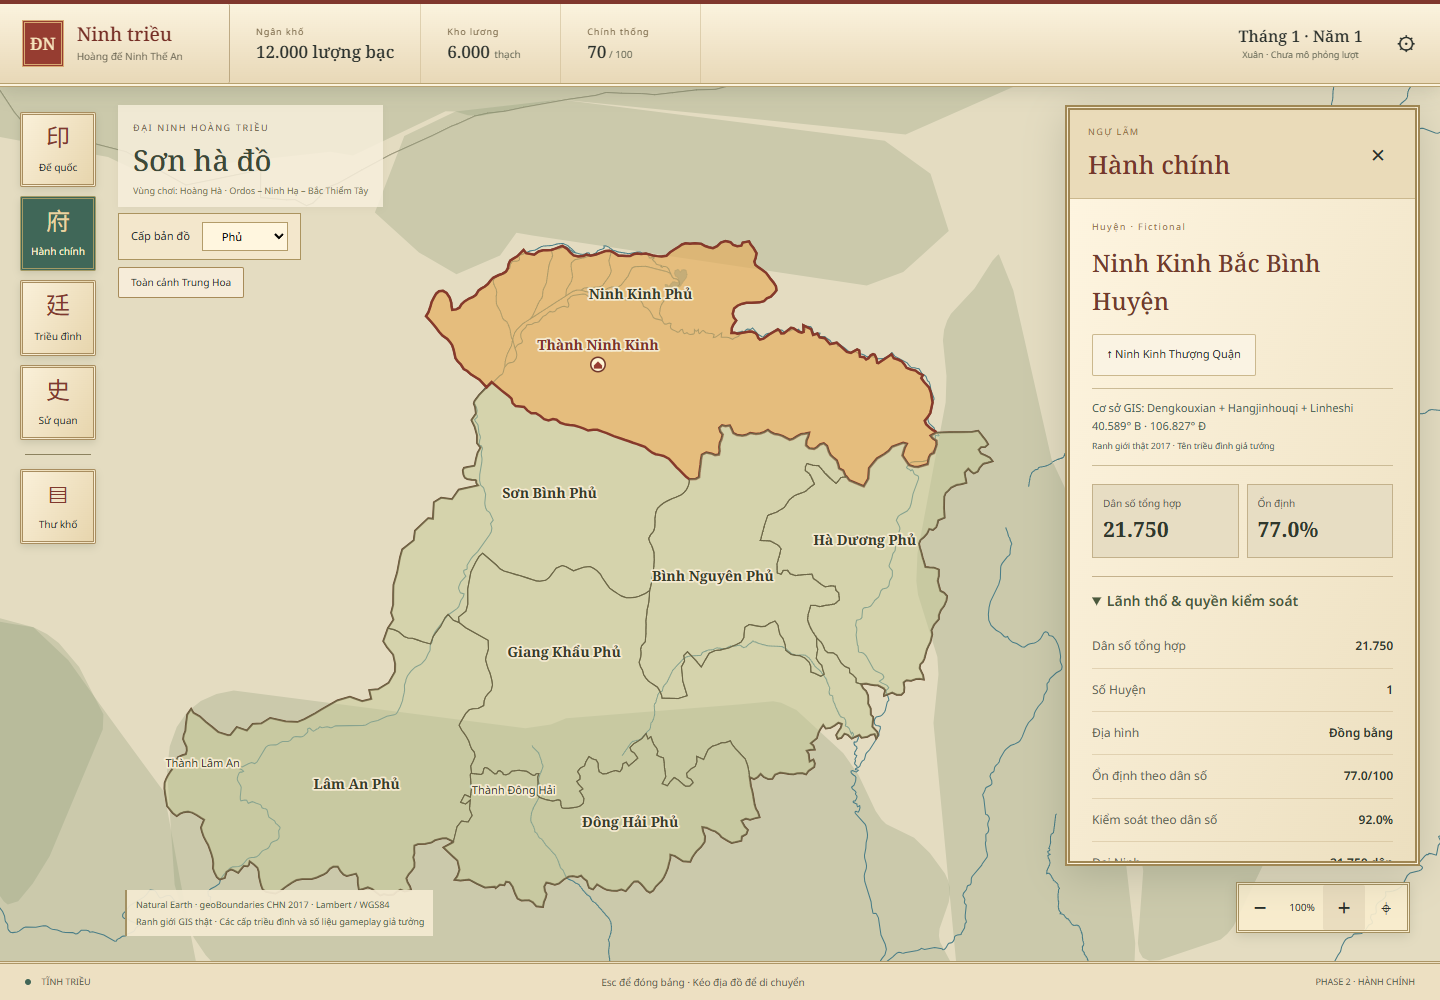 ĐN
Ninh triều
Hoàng đế Ninh Thế An
Ngân khố
12.000 lượng bạc
Kho lương
6.000 thạch
Chính thống
70 / 100
Tháng 1 · Năm 1
Xuân · Chưa mô phỏng lượt
印
Đế quốc
府
Hành chính
廷
Triều đình
史
Sử quan
▤
Thư khố
ĐẠI NINH HOÀNG TRIỀU
Sơn hà đồ
Vùng chơi: Hoàng Hà · Ordos – Ninh Hạ – Bắc Thiểm Tây
Cấp bản đồ
Phủ
Toàn cảnh Trung Hoa
Ninh Kinh Phủ
Thành Ninh Kinh
Sơn Bình Phủ
Hà Dương Phủ
Bình Nguyên Phủ
Giang Khẩu Phủ
Thành Lâm An
Lâm An Phủ
Thành Đông Hải
Đông Hải Phủ
Natural Earth · geoBoundaries CHN 2017 · Lambert / WGS84
Ranh giới GIS thật · Các cấp triều đình và số liệu gameplay giả tưởng
NGỰ LÃM
Hành chính
✕
Huyện · Fictional
Ninh Kinh Bắc Bình
Huyện
↑ Ninh Kinh Thượng Quận
Cơ sở GIS: Dengkouxian + Hangjinhouqi + Linheshi
40.589° B · 106.827° Đ
Ranh giới thật 2017 · Tên triều đình giả tưởng
Dân số tổng hợp
21.750
Ổn định
77.0%
▼ Lãnh thổ & quyền kiểm soát
Dân số tổng hợp 21.750
Số Huyện 1
Địa hình Đồng bằng
Ổn định theo dân số 77.0/100
Kiểm soát theo dân số 92.0%
Đại Ninh 21.750 dân
− 100% + ⌖
TĨNH TRIỀU
Esc để đóng bảng · Kéo địa đồ để di chuyển
PHASE 2 · HÀNH CHÍNH